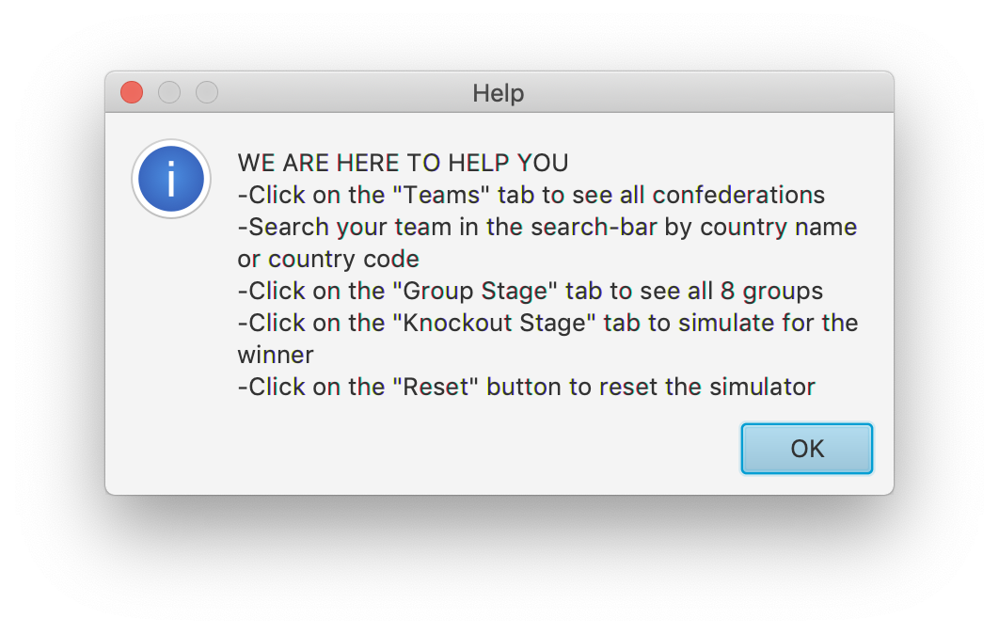 Help
WE ARE HERE TO HELP YOU
-Click on the "Teams" tab to see all confederations
-Search your team in the search-bar by country name
or country code
-Click on the "Group Stage" tab to see all 8 groups
-Click on the "Knockout Stage" tab to simulate for the
winner
-Click on the "Reset" button to reset the simulator
OK